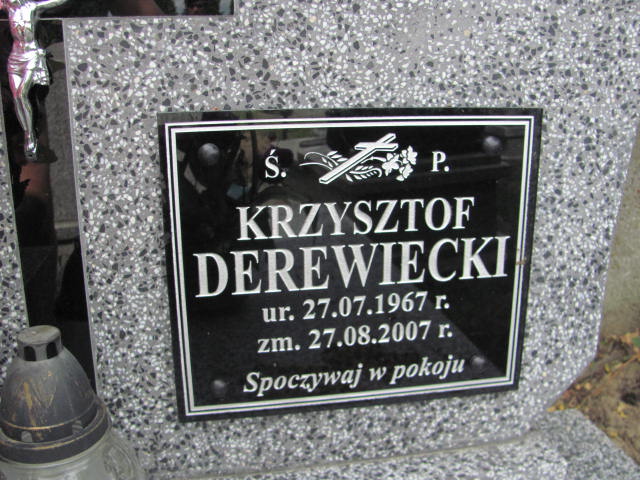 Ś. P.
KRZYSZTOF
DEREWIECKI
ur. 27.07.1967 r.
zm. 27.08.2007 r.
Spoczywaj w pokoju